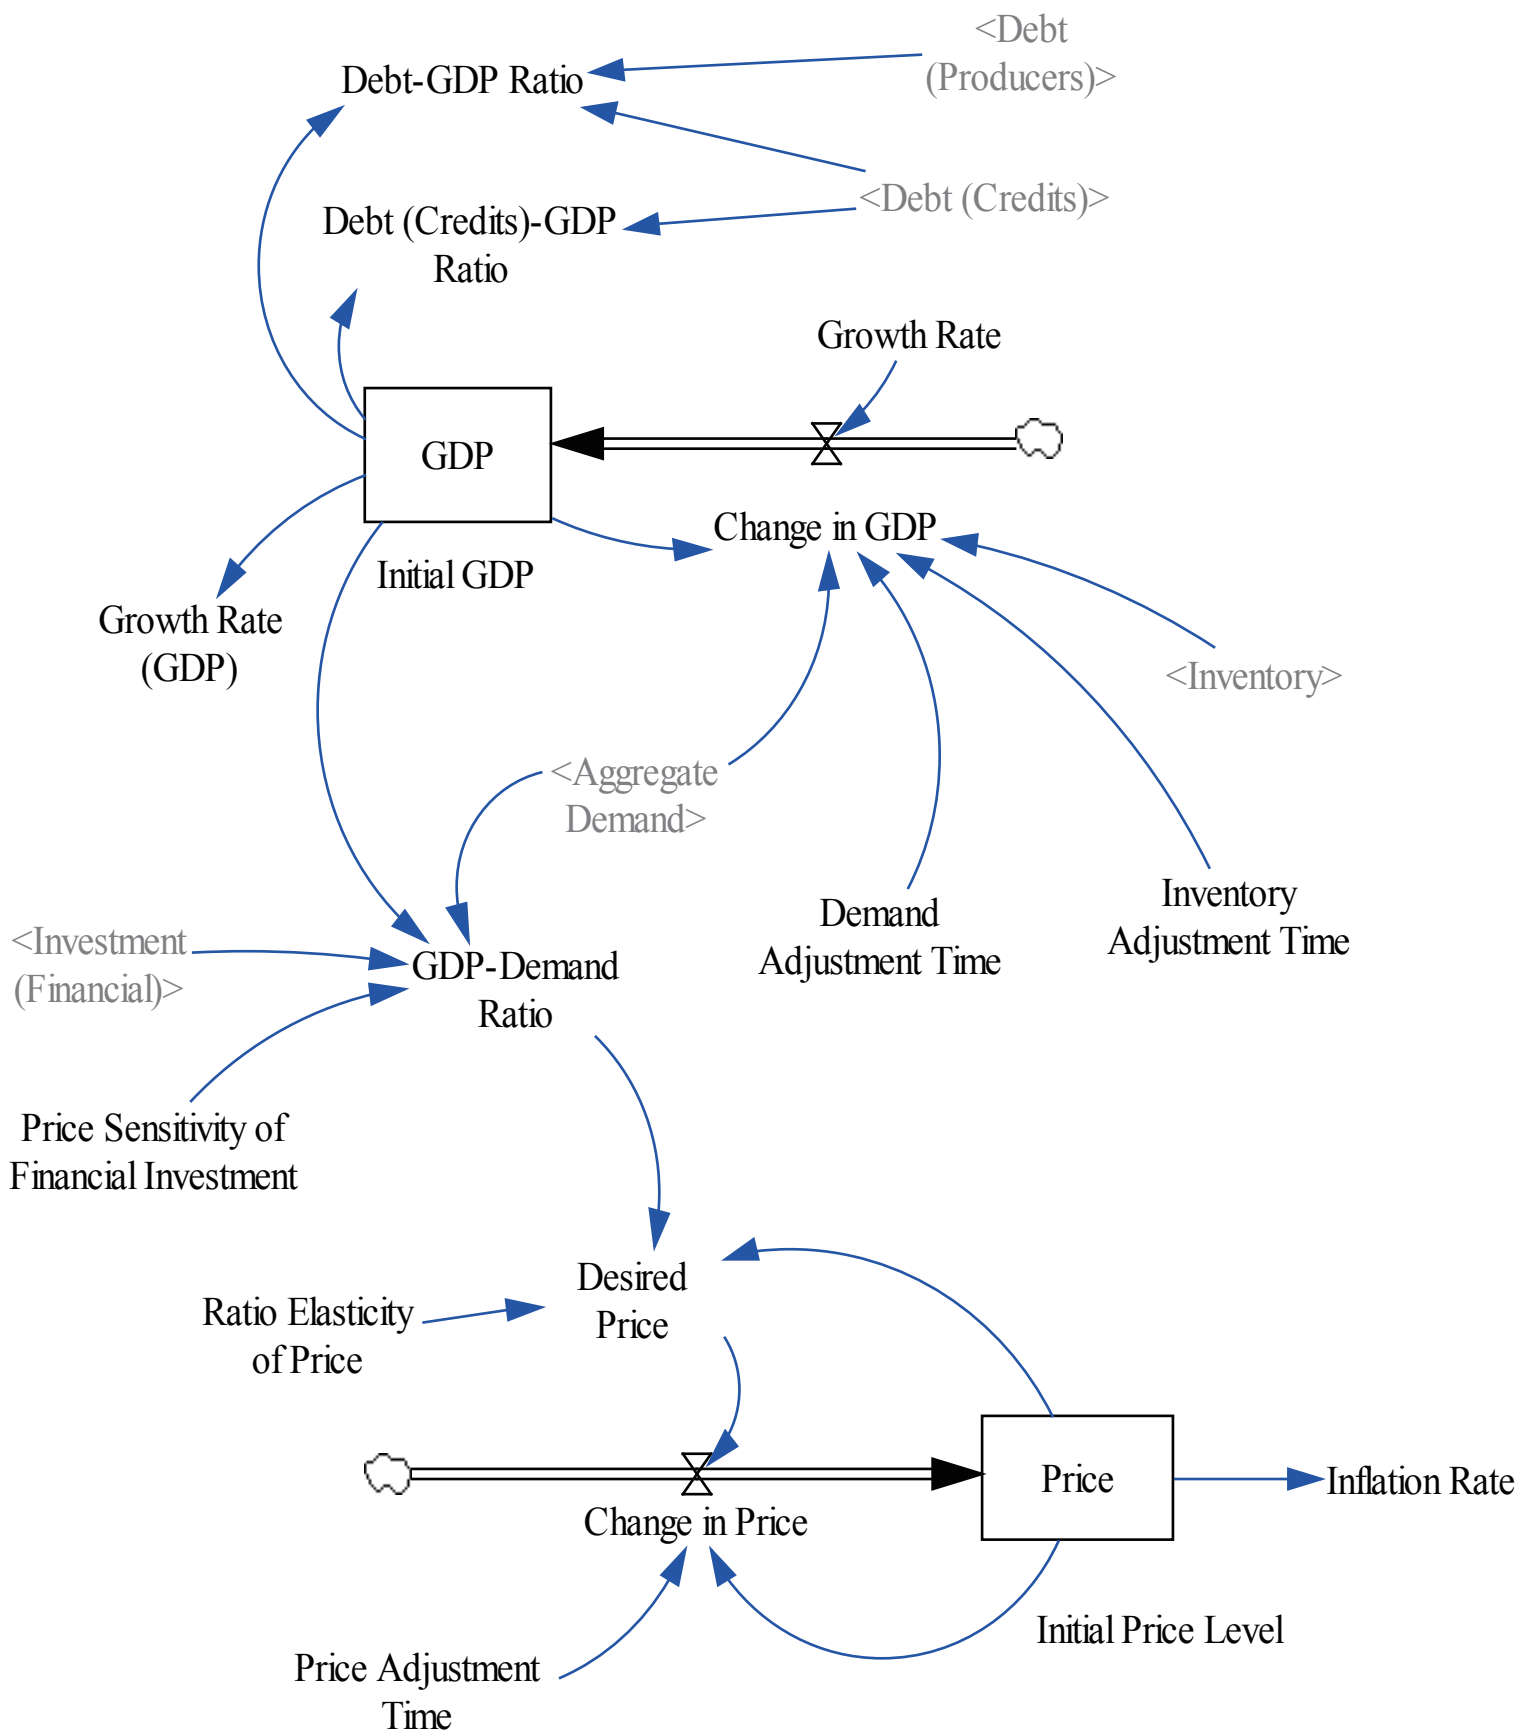 <Debt
(Producers)>
Debt-GDP Ratio
<Debt (Credits)>
Debt (Credits)-GDP
Ratio
Growth Rate
GDP
Change in GDP
Initial GDP
Growth Rate
(GDP)
<Inventory>
<Aggregate
Demand>
Demand
Adjustment Time
Inventory
Adjustment Time
<Investment
(Financial)>
GDP-Demand
Ratio
Price Sensitivity of
Financial Investment
Desired
Price
Ratio Elasticity
of Price
Price
Inflation Rate
Change in Price
Initial Price Level
Price Adjustment
Time